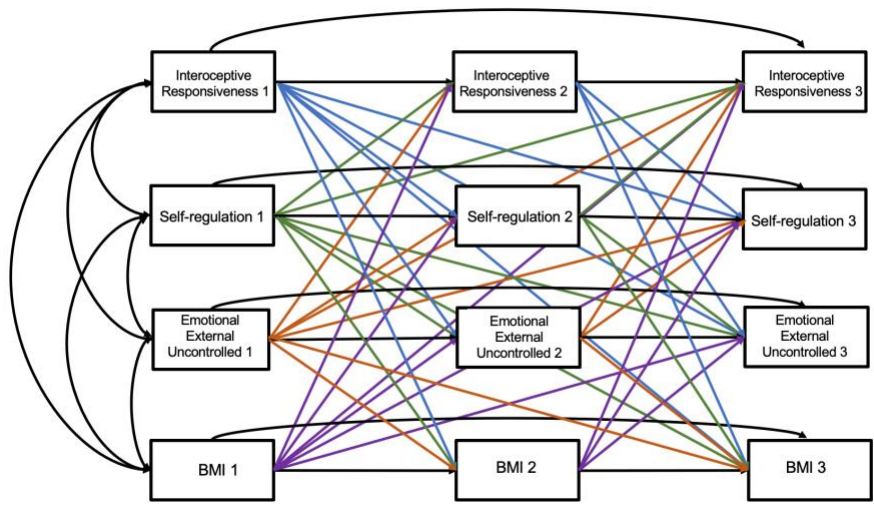 Interoceptive
Responsiveness 1
Interoceptive
Responsiveness 2
Interoceptive
Responsiveness 3
Self-regulation 1
Self-regulation 2
Self-regulation 3
Emotional
External
Uncontrolled 1
Emotional
External
Uncontrolled 2
Emotional
External
Uncontrolled 3
BMI 1
BMI 2
BMI 3